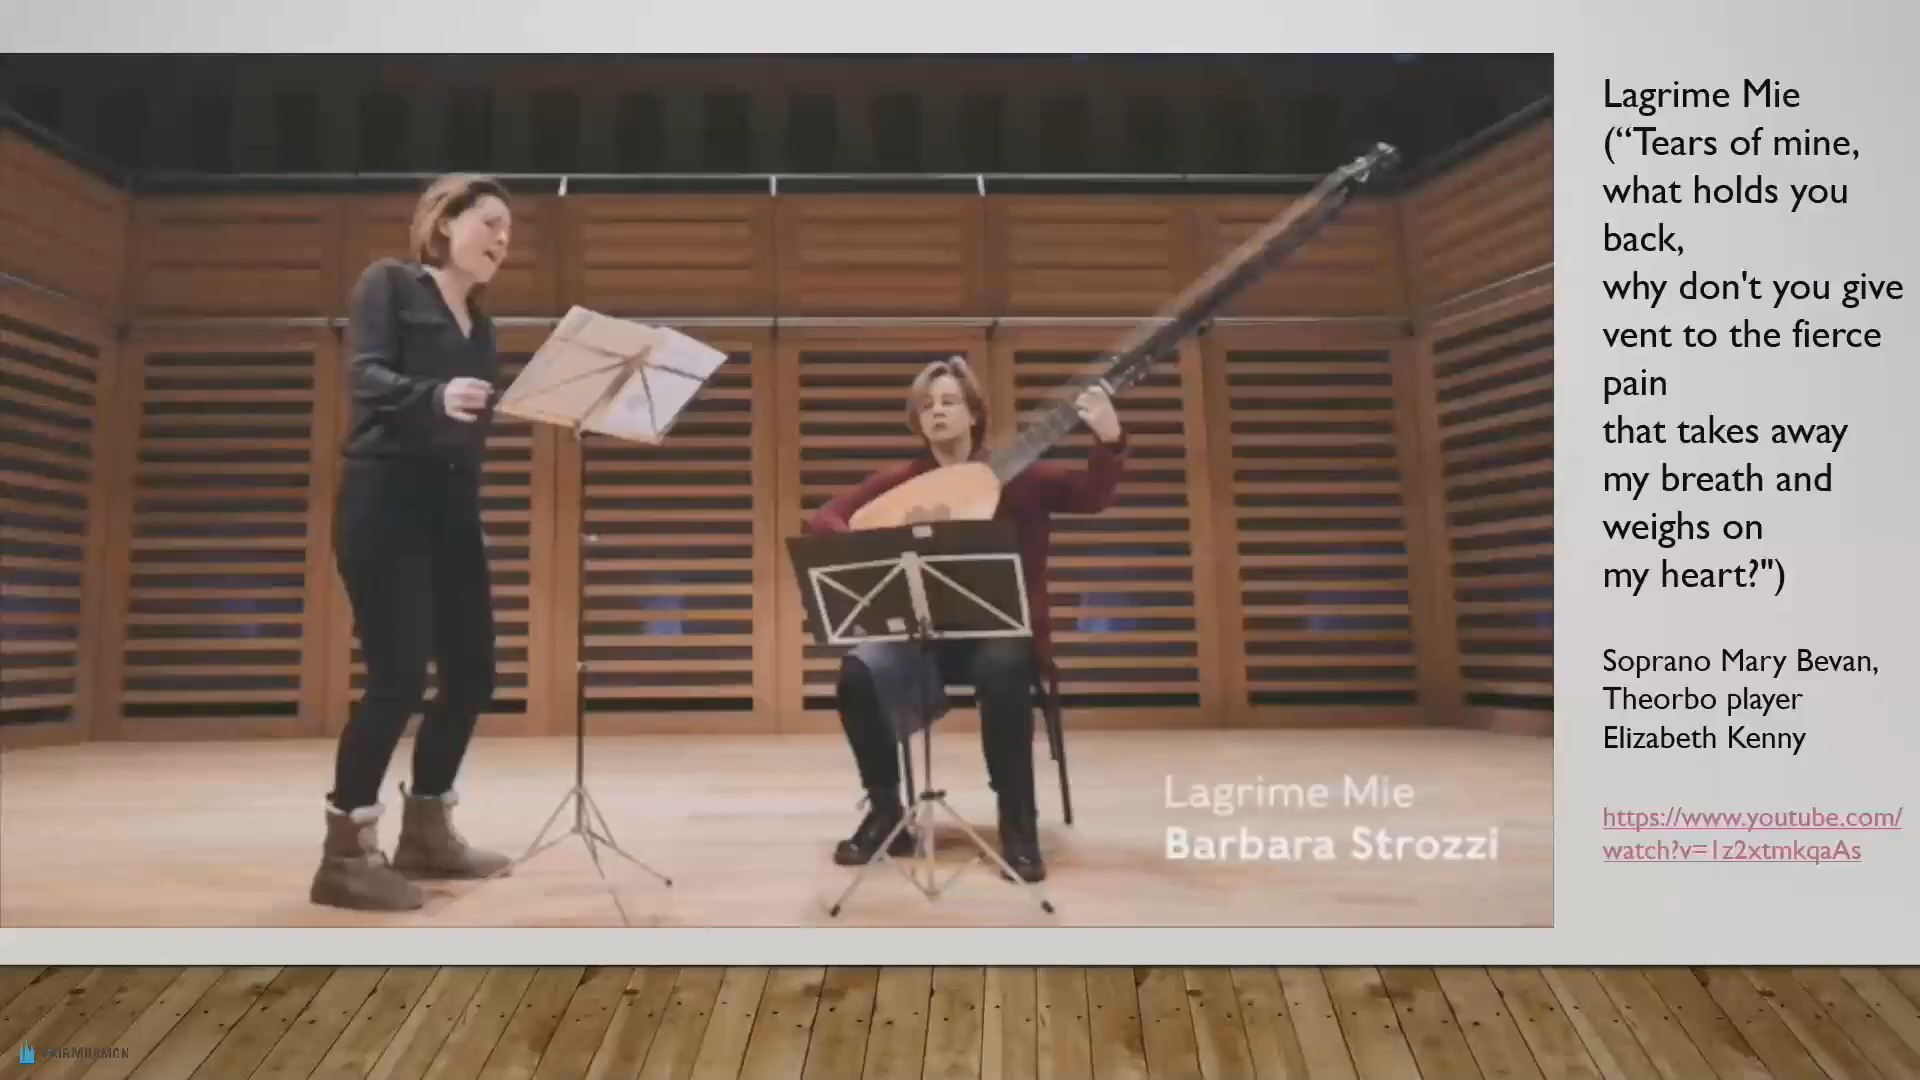 Lagrime Mie
(“Tears of mine,
what holds you
back,
why don't you give
vent to the fierce
pain
that takes away
my breath and
weighs on
my heart?")
Soprano Mary Bevan,
Theorbo player
Elizabeth Kenny
https://www.youtube.com/
watch?v=1z2xtmkqaAs
Lagrime Mie
Barbara Strozzi
FAIRMORMON